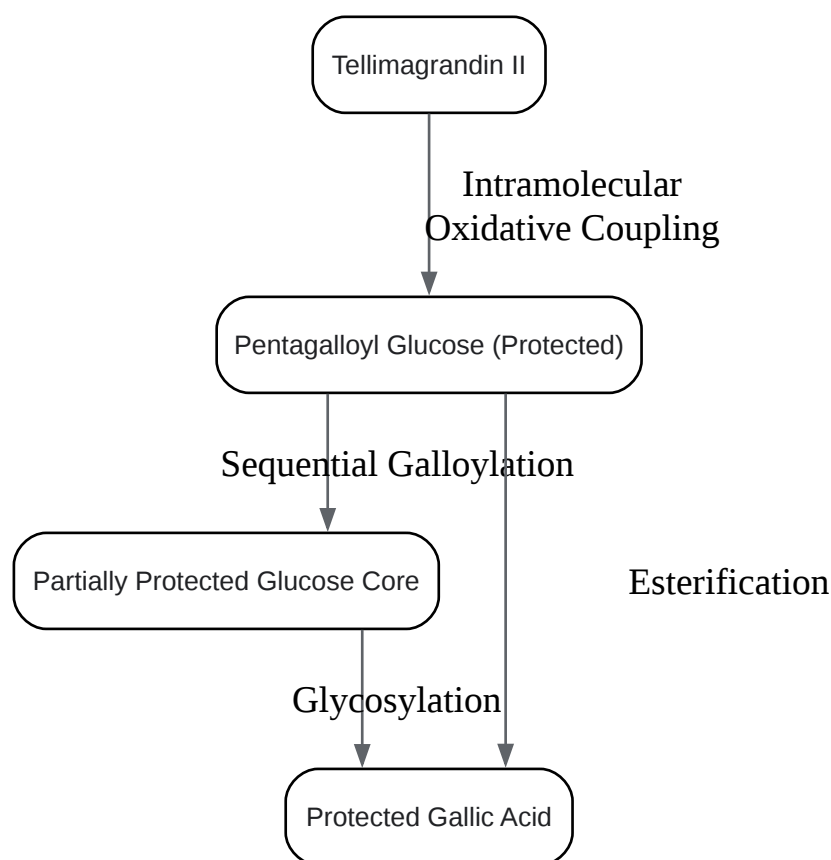 Tellimagrandin II
Intramolecular
Oxidative Coupling
Pentagalloyl Glucose (Protected)
Sequential Galloylation
Partially Protected Glucose Core
Esterification
Glycosylation
Protected Gallic Acid